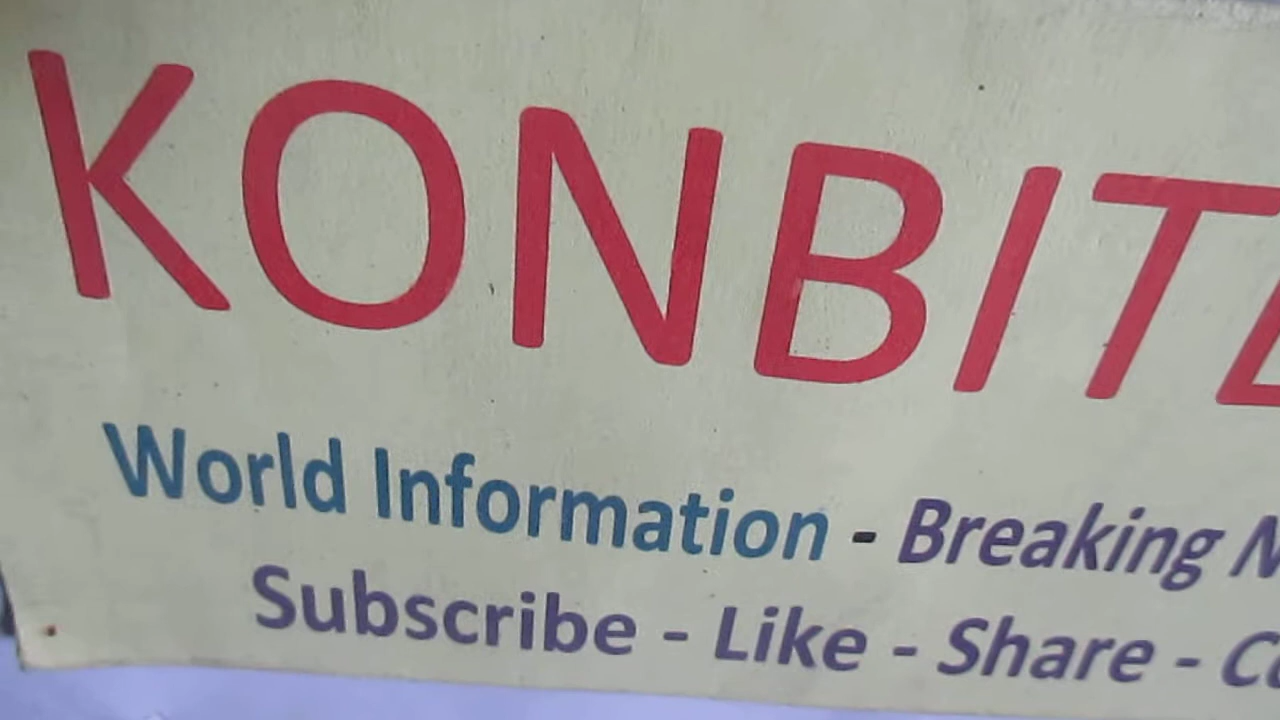 KONBIT
World Information - Breaking
Subscribe - Like - Share -